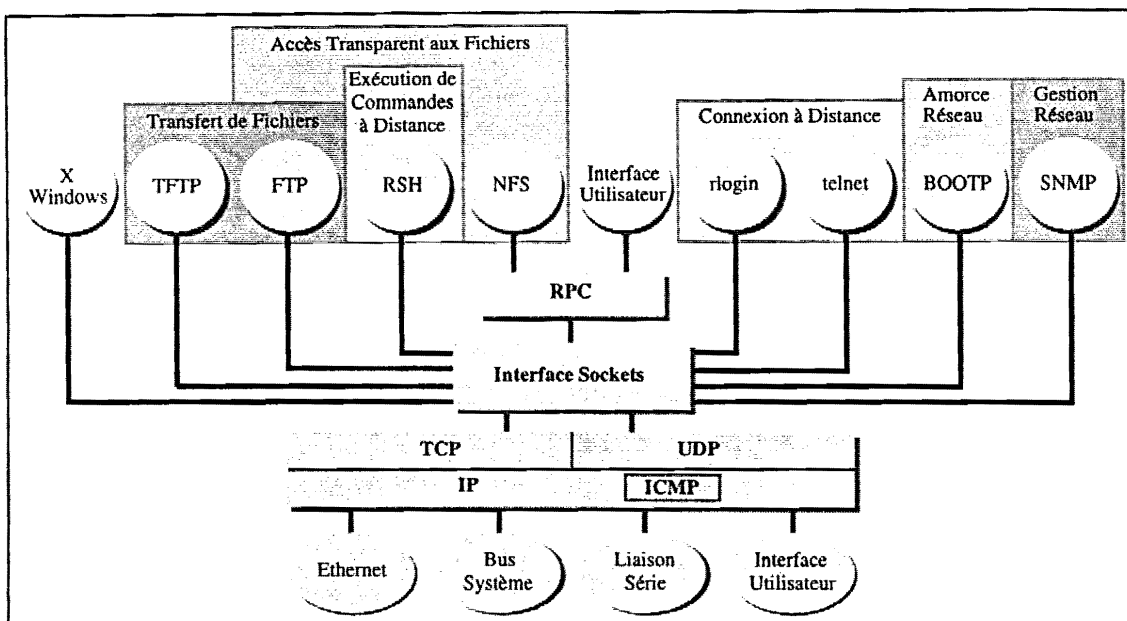 Accès Transparent aux Fichiers
Exécution de
Commandes
à Distance
Transfert de Fichiers
Connexion à Distance
Amorce
Réseau
Gestion
Réseau
X
Windows
TFTP
FTP
RSH
NFS
Interface
Utilisateur
rlogin
telnet
BOOTP
SNMP
RPC
Interface Sockets
TCP
UDP
IP
ICMP
Ethernet
Bus
Système
Liaison
Série
Interface
Utilisateur